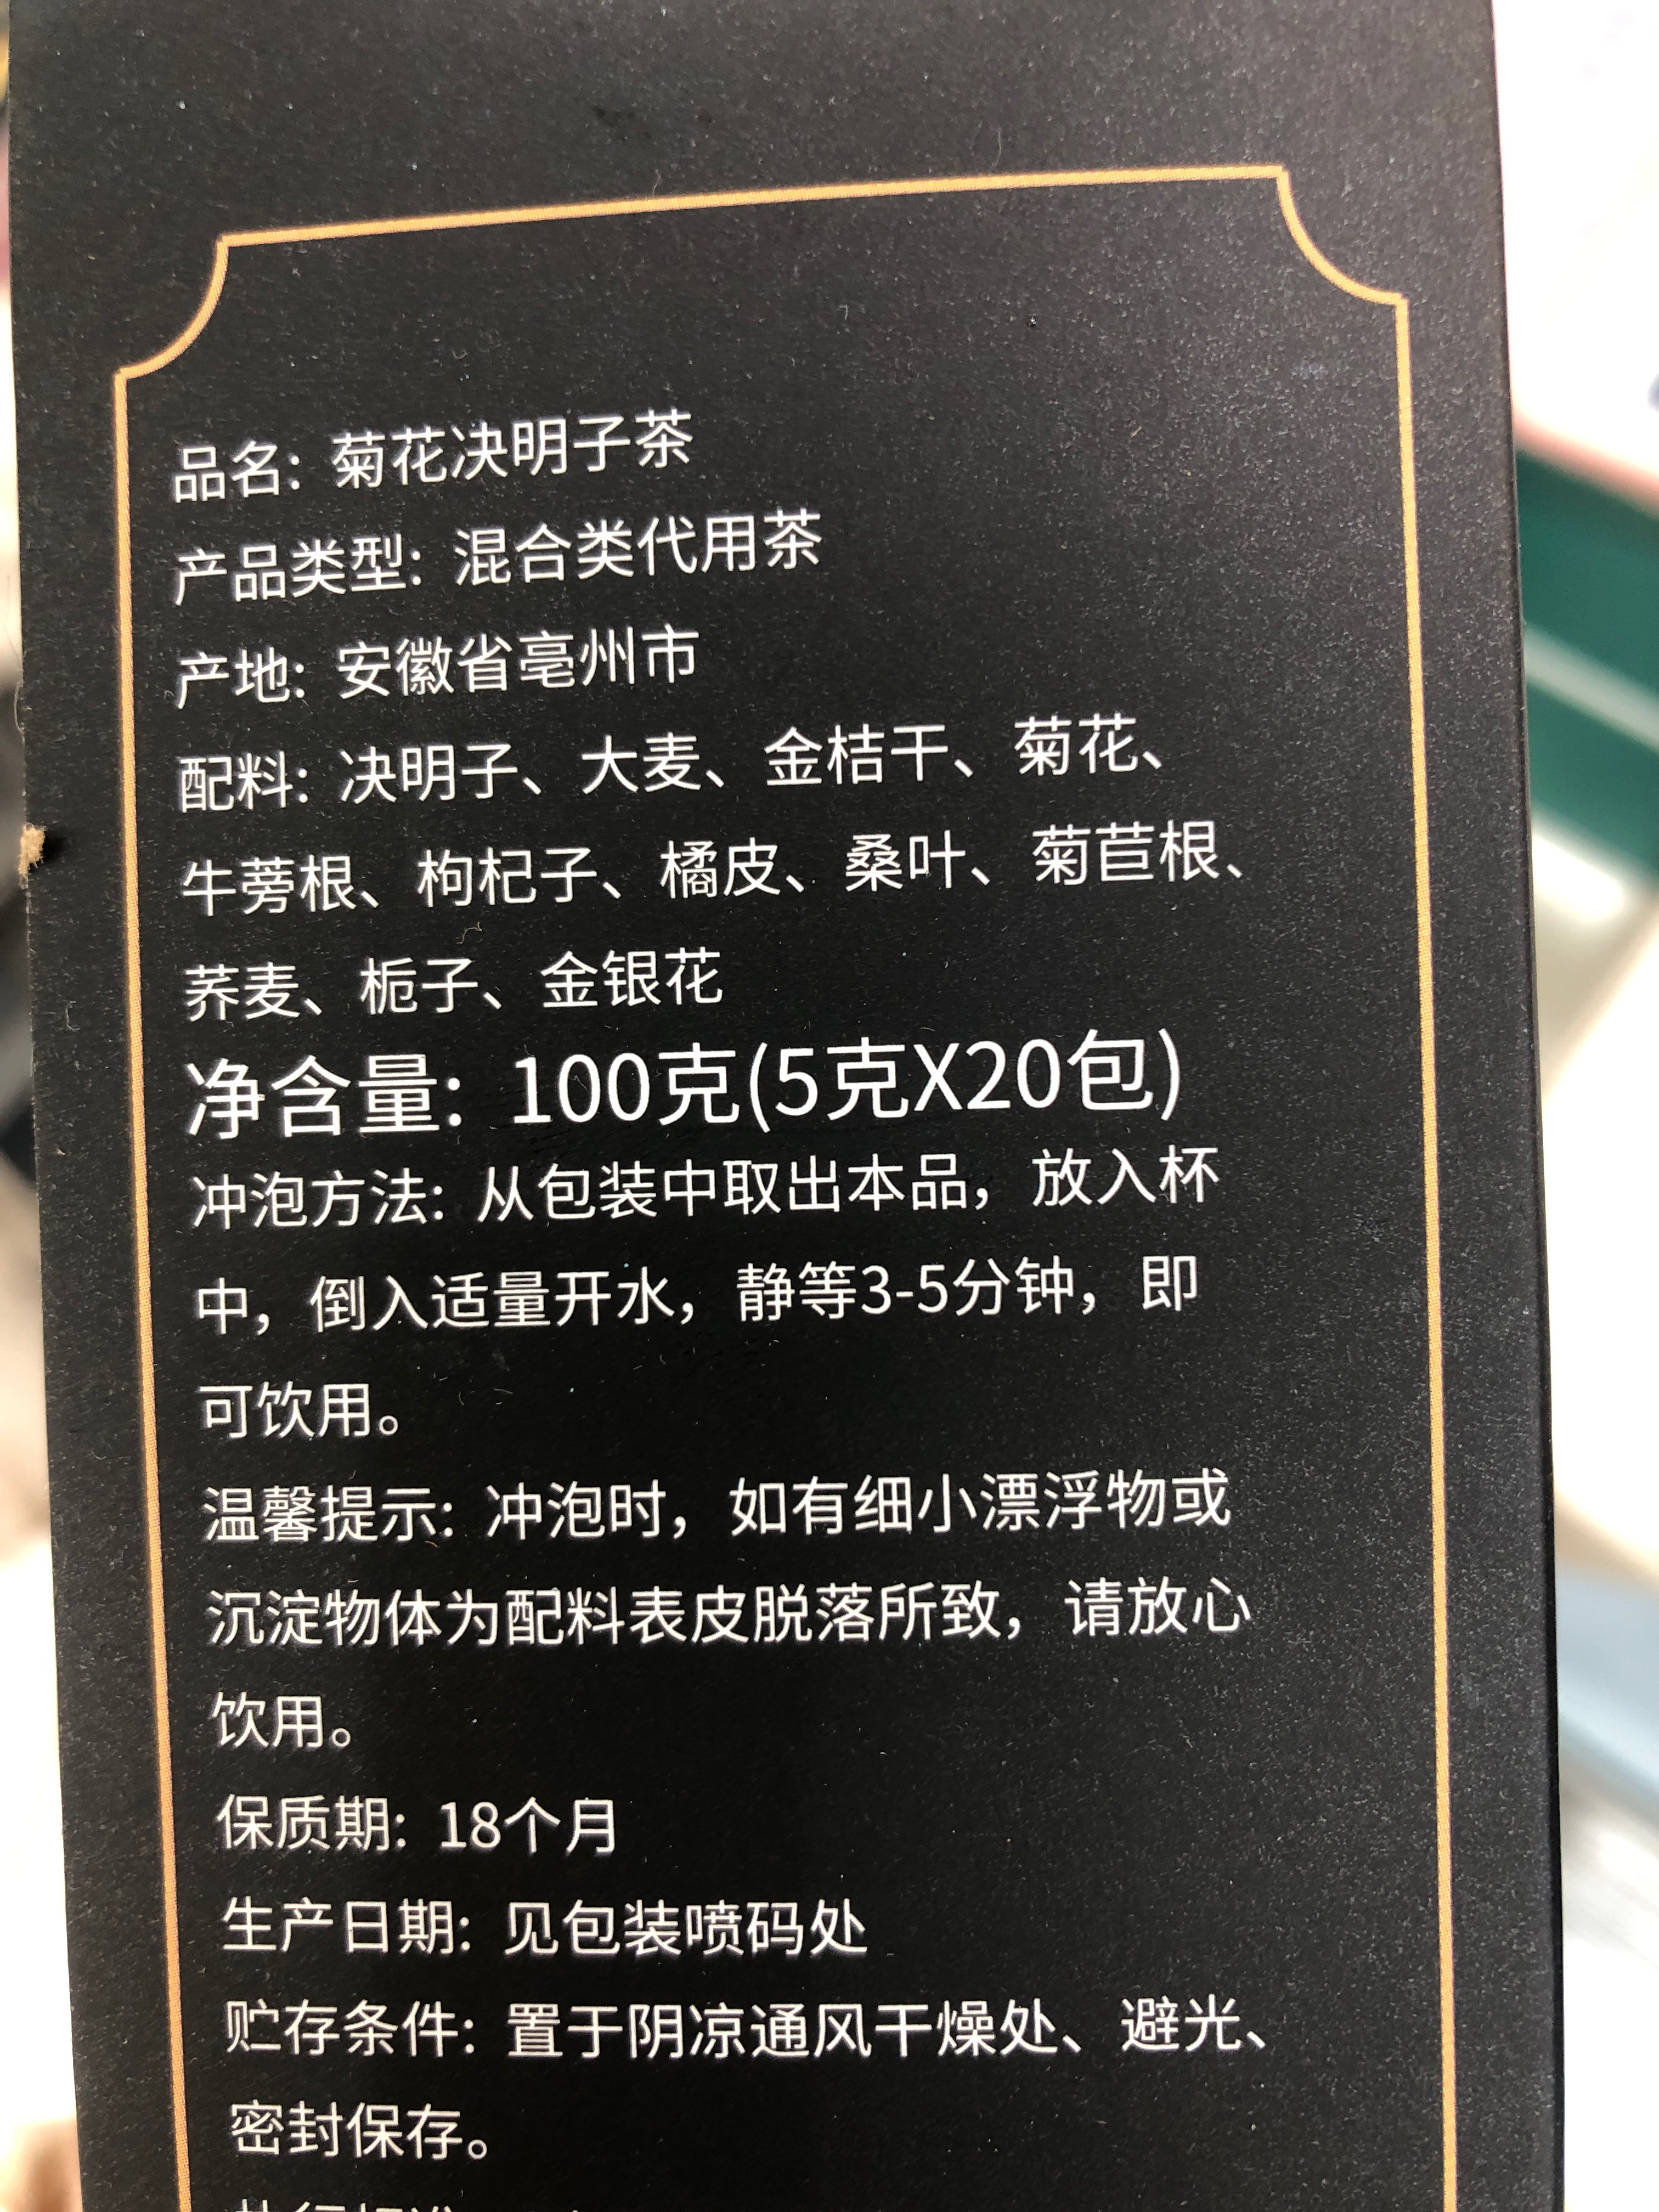 品名: 菊花决明子茶
产品类型: 混合类代用茶
产地: 安徽省亳州市
配料: 决明子、大麦、金桔干、菊花、
牛蒡根、枸杞子、橘皮、桑叶、菊苣根、
荞麦、栀子、金银花
净含量: 100克(5克X20包)
冲泡方法: 从包装中取出本品，放入杯
中，倒入适量开水，静等3-5分钟，即
可饮用。
温馨提示: 冲泡时，如有细小漂浮物或
沉淀物体为配料表皮脱落所致，请放心
饮用。
保质期: 18个月
生产日期: 见包装喷码处
贮存条件: 置于阴凉通风干燥处、避光、
密封保存。